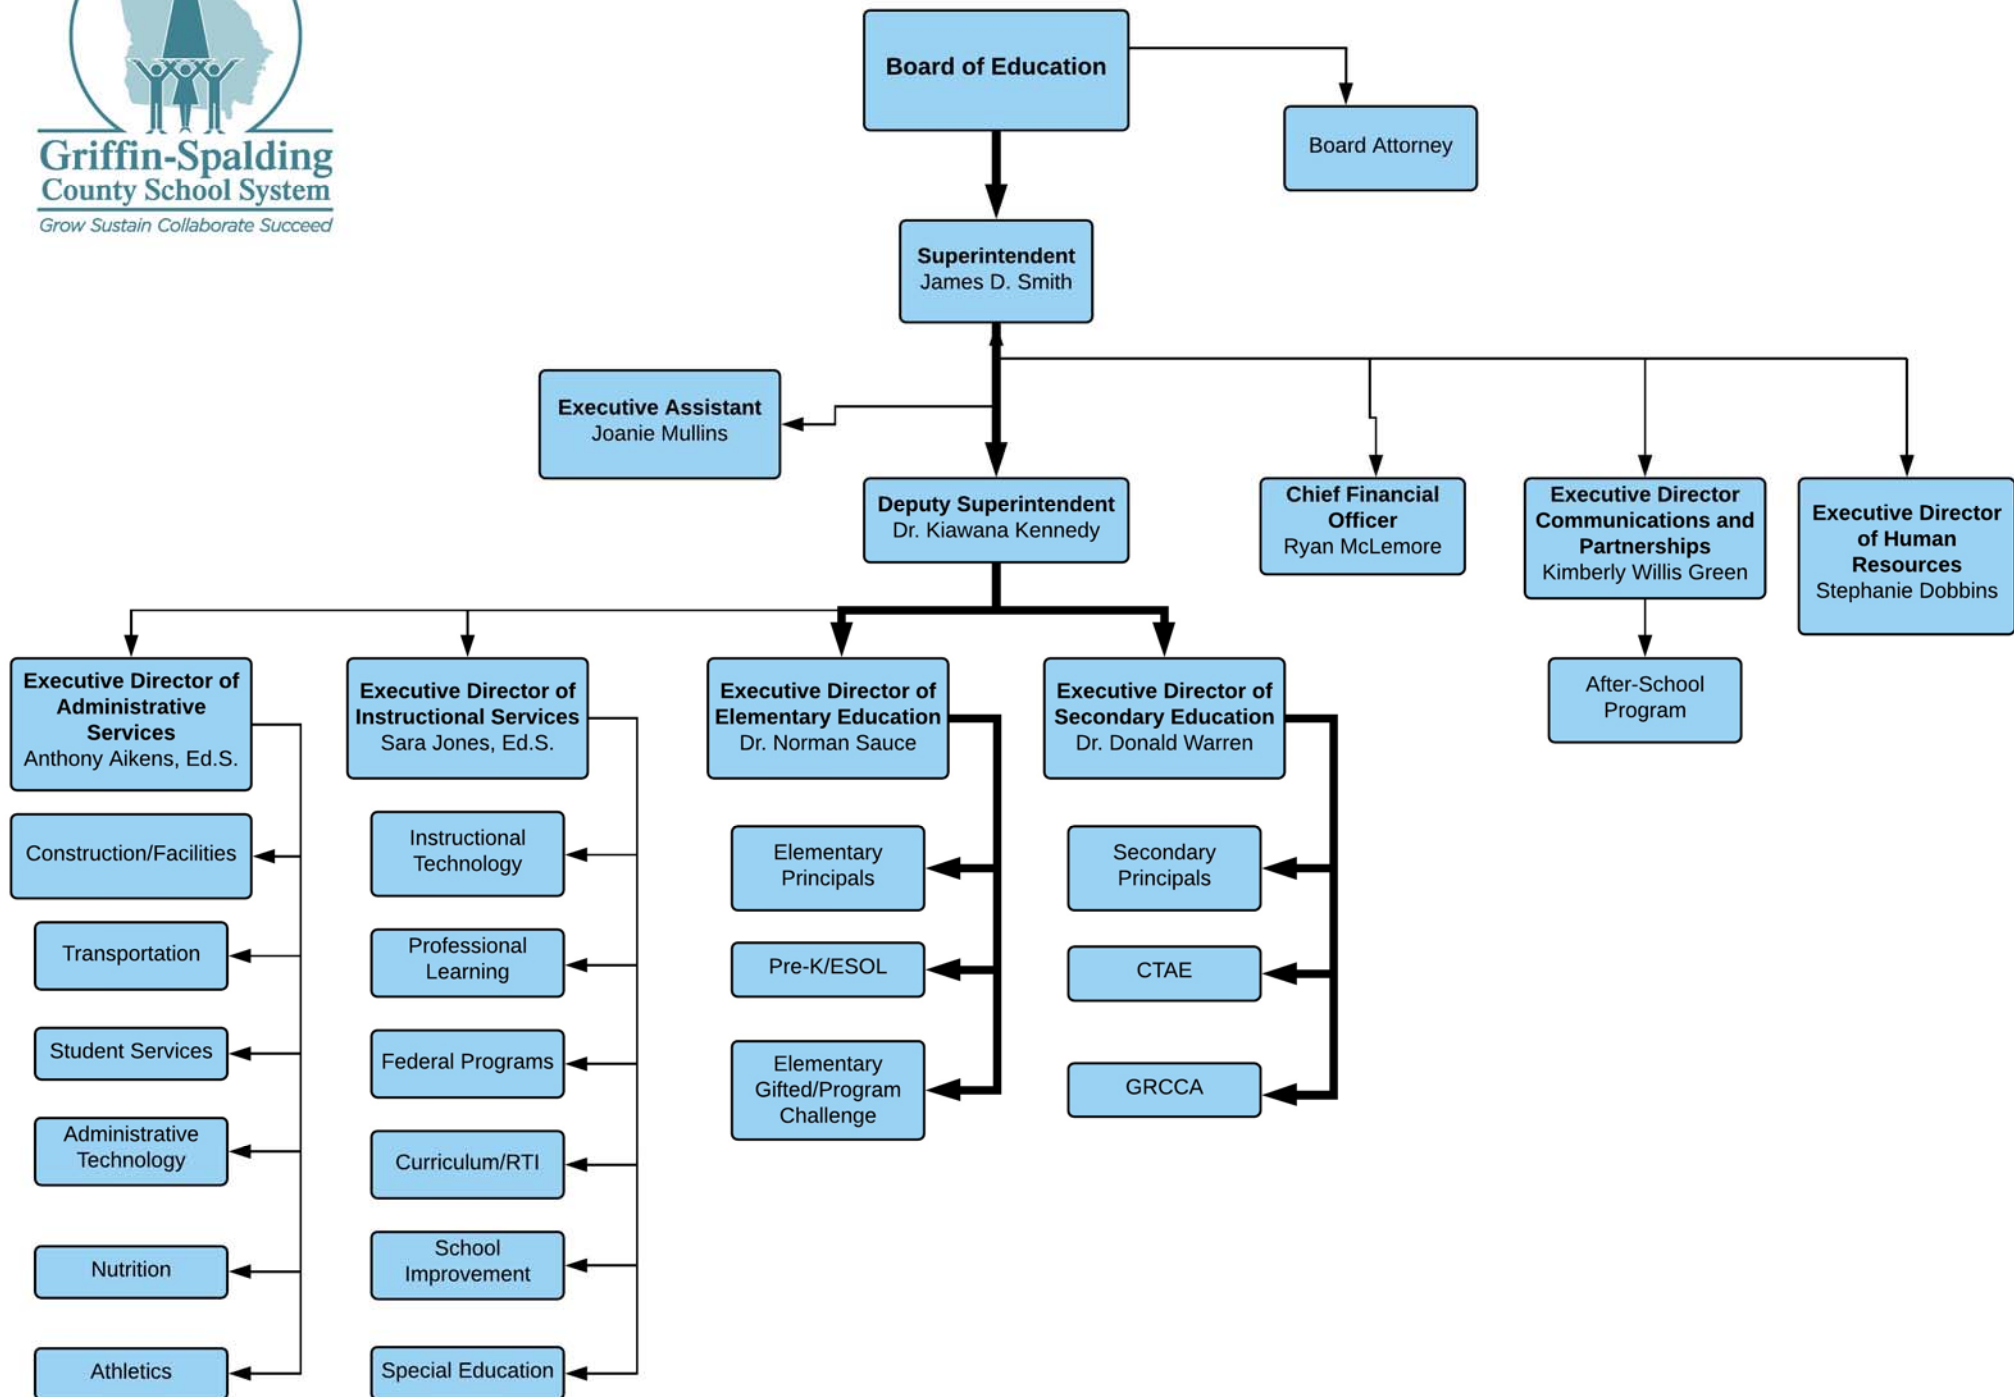 Griffin-Spalding
County School System
Grow Sustain Collaborate Succeed
Board of Education
Board Attorney
Superintendent
James D. Smith
Executive Assistant
Joanie Mullins
Deputy Superintendent
Dr. Kiawana Kennedy
Chief Financial
Officer
Ryan McLemore
Executive Director
Communications and
Partnerships
Kimberly Willis Green
Executive Director
of Human
Resources
Stephanie Dobbins
After-School
Program
Executive Director of
Administrative
Services
Anthony Aikens, Ed.S.
Construction/Facilities
Transportation
Student Services
Administrative
Technology
Nutrition
Athletics
Executive Director of
Instructional Services
Sara Jones, Ed.S.
Instructional
Technology
Professional
Learning
Federal Programs
Curriculum/RTI
School
Improvement
Special Education
Executive Director of
Elementary Education
Dr. Norman Sauce
Elementary
Principals
Pre-K/ESOL
Elementary
Gifted/Program
Challenge
Executive Director of
Secondary Education
Dr. Donald Warren
Secondary
Principals
CTAE
GRCCA